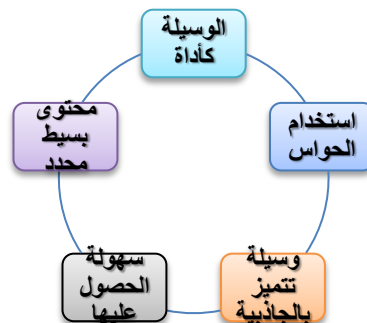 الوسيلة
كأداة
استخدام
الحواس
وسيلة
تتميز
بالجاذبية
سهولة
الحصول
عليها
محتوى
بسيط
محدد